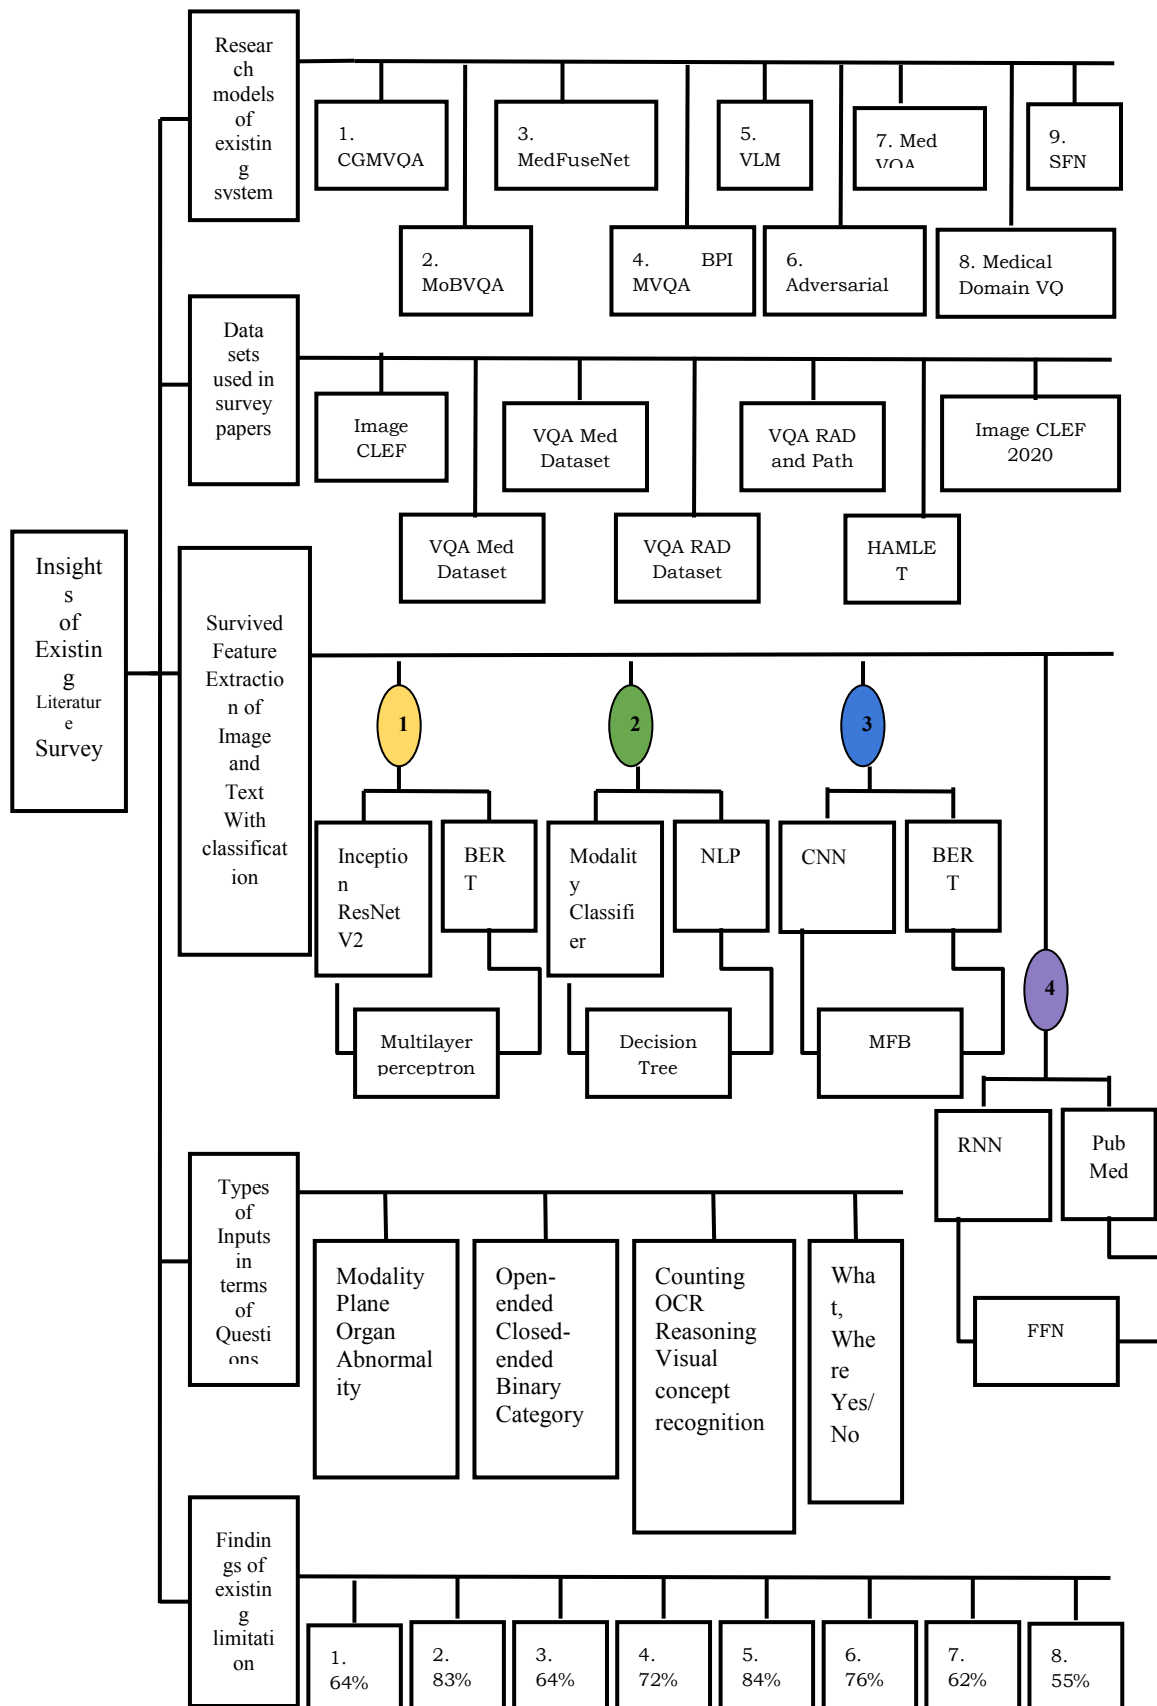 Resear
ch
models
of
existin
g
system
1.
CGMVQA
3.
MedFuseNet
5.
VLM
7. Med
VQA
9.
SFN
2.
MoBVQA
4. BPI
MVQA
6.
Adversarial
8. Medical
Domain VQ
Data
sets
used in
survey
papers
Image
CLEF
VQA Med
Dataset
VQA RAD
and Path
Image CLEF
2020
VQA Med
Dataset
VQA RAD
Dataset
HAMLE
T
Insight
s
of
Existin
g
Literatur
e
Survey
Survived
Feature
Extractio
n of
Image
and
Text
With
classificat
ion
1
2
3
Inceptio
n
ResNet
V2
BER
T
Modalit
y
Classifi
er
NLP
CNN
BER
T
4
Multilayer
perceptron
Decision
Tree
MFB
RNN
Pub
Med
FFN
Types
of
Inputs
in
terms
of
Questi
ons
Modality
Plane
Organ
Abnormal
ity
Open-
ended
Closed-
ended
Binary
Category
Counting
OCR
Reasoning
Visual
concept
recognition
Wha
t,
Whe
re
Yes/
No
Findin
gs of
existin
g
limitati
on
1.
64%
2.
83%
3.
64%
4.
72%
5.
84%
6.
76%
7.
62%
8.
55%